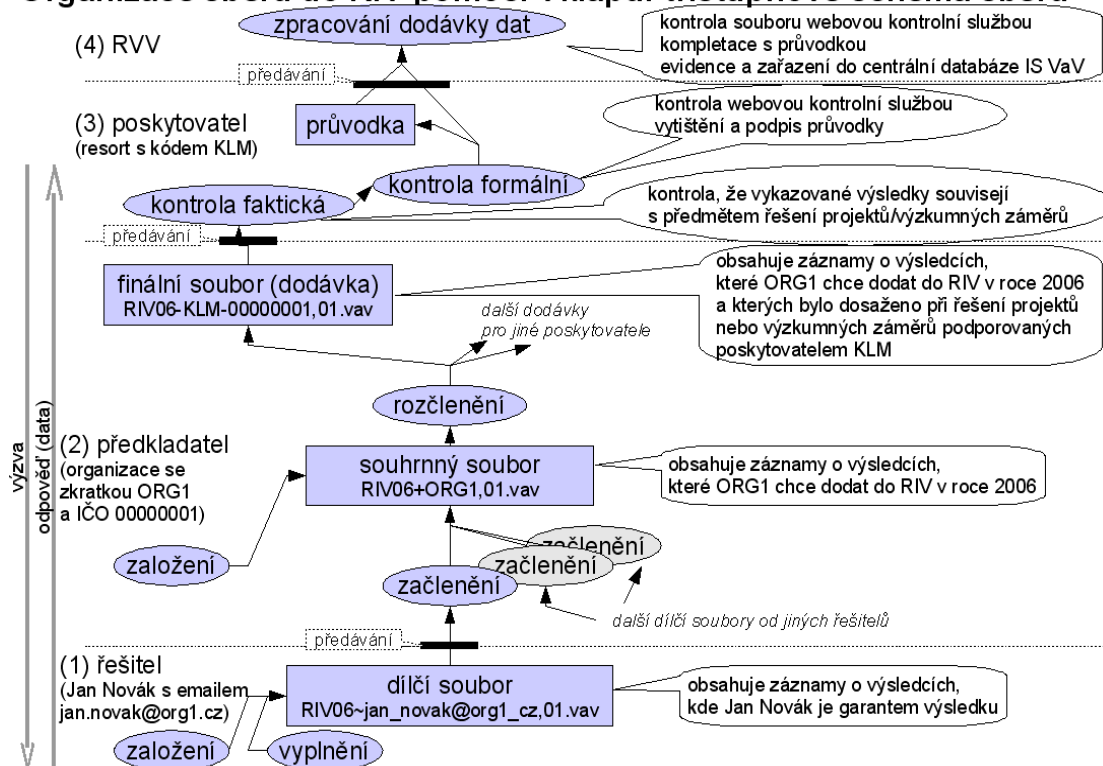 zpracování dodávky dat
kontrola souboru webovou kontrolní službou
kompletace s průvodkou
evidence a zařazení do centrální databáze IS VaV
(4) RVV
předávání
(3) poskytovatel
(resort s kódem KLM)
průvodka
kontrola webovou kontrolní službou
vytištění a podpis průvodky
kontrola formální
kontrola faktická
kontrola, že vykazované výsledky souvisejí
s předmětem řešení projektů/výzkumných záměrů
předávání
finální soubor (dodávka)
RIV06-KLM-00000001,01.vav
obsahuje záznamy o výsledcích,
které ORG1 chce dodat do RIV v roce 2006
a kterých bylo dosaženo při řešení projektů
nebo výzkumných záměrů podporovaných
poskytovatelem KLM
další dodávky
pro jiné poskytovatele
rozčlenění
výzva
odpověď (data)
(2) předkladatel
(organizace se
zkratkou ORG1
a IČO 00000001)
souhrnný soubor
RIV06+ORG1,01.vav
obsahuje záznamy o výsledcích,
které ORG1 chce dodat do RIV v roce 2006
založení
začlenění
začlenění
začlenění
další dílčí soubory od jiných řešitelů
předávání
(1) řešitel
(Jan Novák s emailem
jan.novak@org1.cz)
dílčí soubor
RIV06~jan_novak@org1_cz,01.vav
obsahuje záznamy o výsledcích,
kde Jan Novák je garantem výsledku
založení
vyplnění